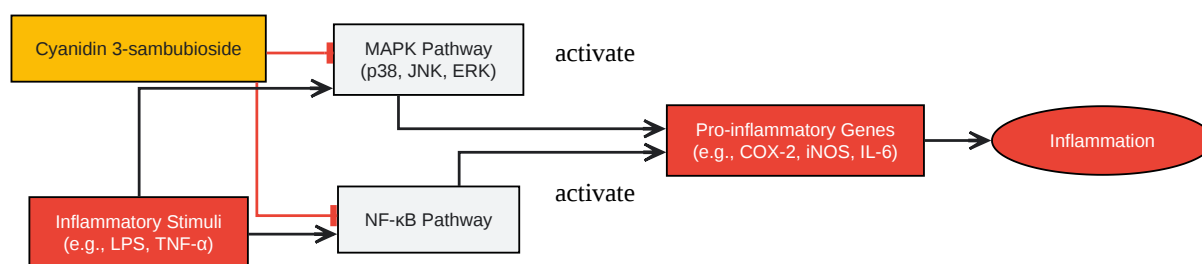 Cyanidin 3-sambubioside
MAPK Pathway
(p38, JNK, ERK)
activate
Pro-inflammatory Genes
(e.g., COX-2, iNOS, IL-6)
Inflammation
activate
Inflammatory Stimuli
(e.g., LPS, TNF-α)
NF-κB Pathway